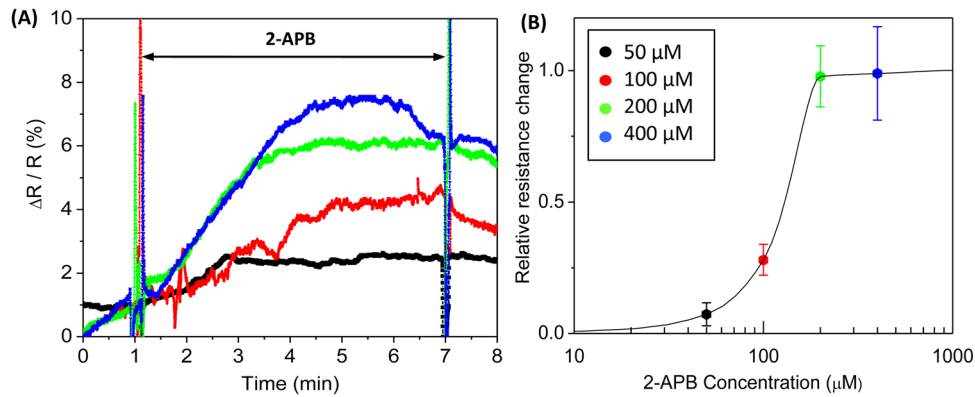 (A)
2-APB
ΔR / R (%)
10
8
6
4
2
0
0 1 2 3 4 5 6 7 8
Time (min)
(B)
50 μM
100 μM
200 μM
400 μM
Relative resistance change
1.0
0.5
0.0
10 100 1000
2-APB Concentration (μM)